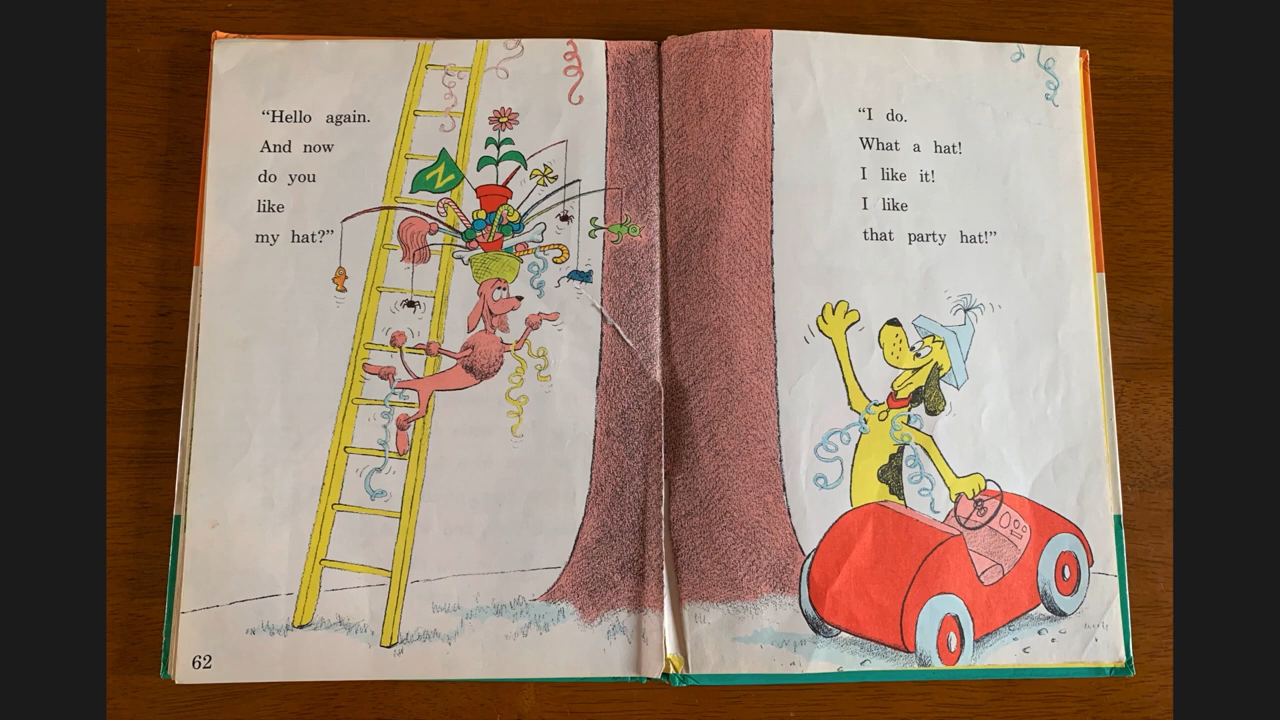 “Hello again.
And now
do you
like
my hat?”
N
62
“I do.
What a hat!
I like it!
I like
that party hat!”